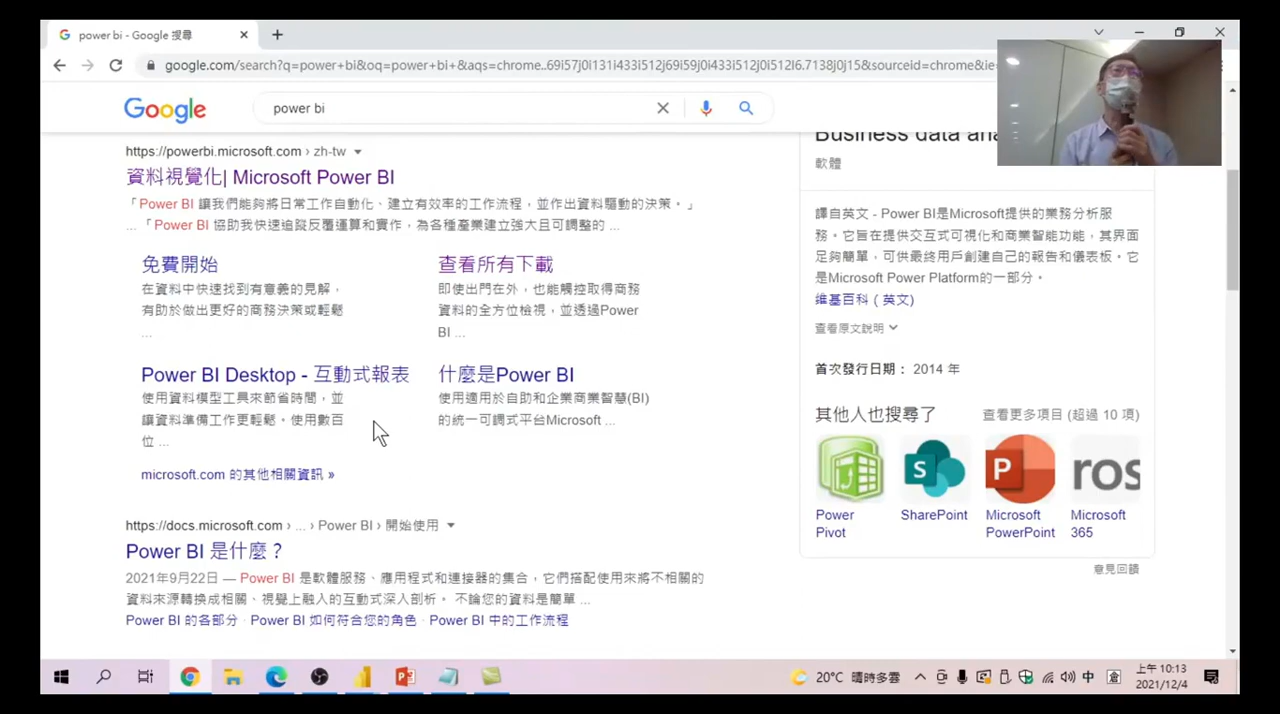 power bi - Google 搜尋
google.com/search?q=power+bi&oq=power+bi+&aqs=chrome..69i57j0l131i433i512j69i59j0i433i512j0i512l6.7138j0j15&sourceid=chrome&ie=
Google
power bi
https://powerbi.microsoft.com › zh-tw
資料視覺化| Microsoft Power BI
「Power BI 讓我們能夠將日常工作自動化、建立有效率的工作流程，並作出資料驅動的決策。」
... 「Power BI 協助我快速追蹤反覆運算和實作，為各種產業建立強大且可調整的 ...
免費開始
在資料中快速找到有意義的見解，
有助於做出更好的商務決策或輕鬆
...
查看所有下載
即使出門在外，也能觸控取得商務
資料的全方位檢視，並透過Power
BI ...
Power BI Desktop - 互動式報表
使用資料模型工具來節省時間，並
讓資料準備工作更輕鬆。使用數百
位 ...
什麼是Power BI
使用適用於自助和企業商業智慧(BI)
的統一可調式平台Microsoft ...
microsoft.com 的其他相關資訊 »
https://docs.microsoft.com › ... › Power BI › 開始使用
Power BI 是什麼？
2021年9月22日 — Power BI 是軟體服務、應用程式和連接器的集合，它們搭配使用來將不相關的
資料來源轉換成相關、視覺上融入的互動式深入剖析。 不論您的資料是簡單 ...
Power BI 的各部分 · Power BI 如何符合您的角色 · Power BI 中的工作流程
Business data ana
軟體
譯自英文 - Power BI是Microsoft提供的業務分析服
務。它旨在提供交互式可視化和商業智能功能，其界面
足夠簡單，可供最終用戶創建自己的報告和儀表板。它
是Microsoft Power Platform的一部分。
維基百科 ( 英文)
查看原文說明
首次發行日期： 2014 年
其他人也搜尋了
查看更多項目 (超過 10 項)
S
P
ros
Power
Pivot
SharePoint
Microsoft
PowerPoint
Microsoft
365
意見回饋
20°C 晴時多雲
中
倉
上午 10:13
2021/12/4